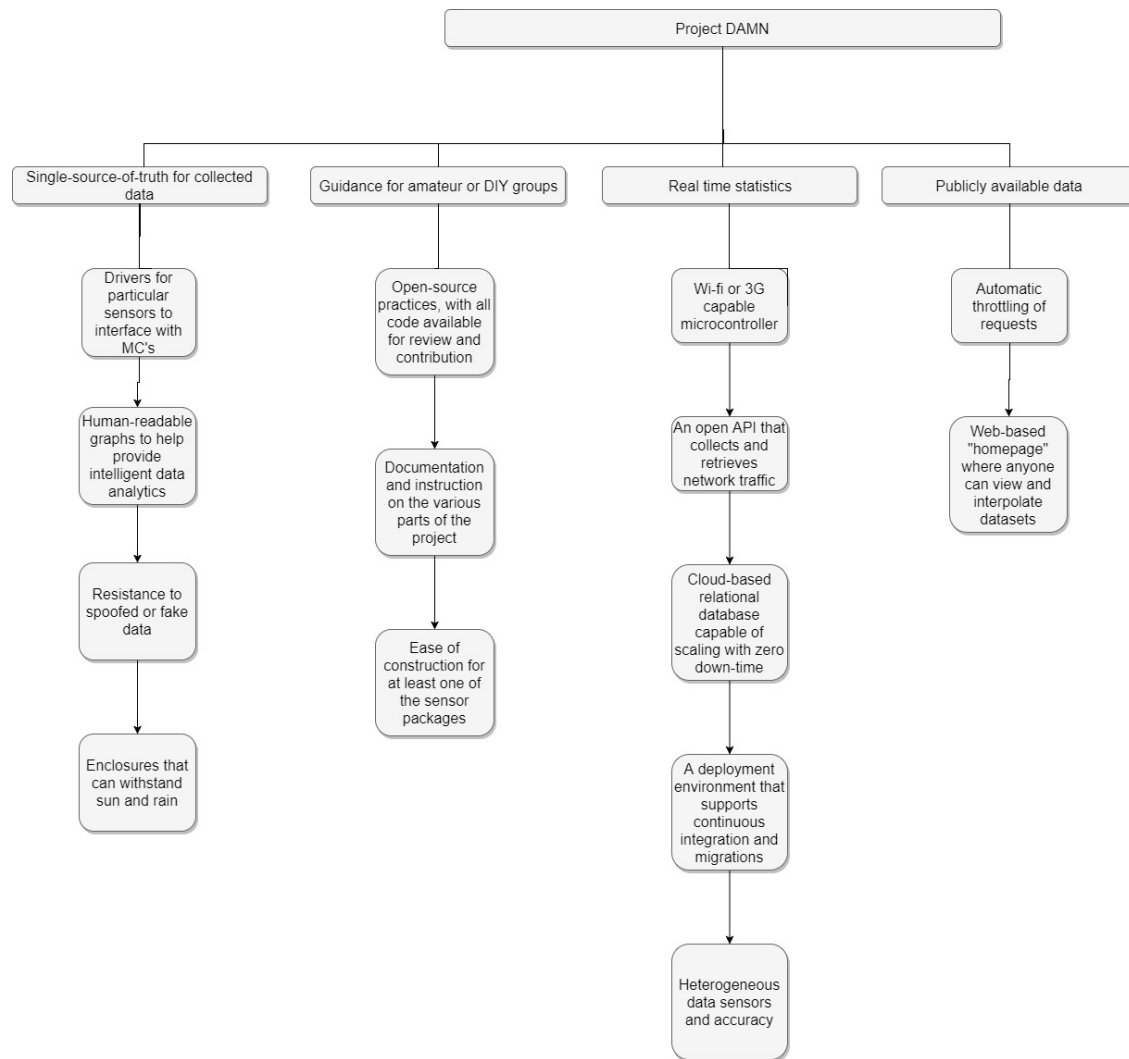 Project DAMN
Single-source-of-truth for collected
data
Guidance for amateur or DIY groups
Real time statistics
Publicly available data
Drivers for
particular
sensors to
interface with
MC's
Human-readable
graphs to help
provide
intelligent data
analytics
Resistance to
spoofed or fake
data
Enclosures that
can withstand
sun and rain
Open-source
practices, with all
code available
for review and
contribution
Documentation
and instruction
on the various
parts of the
project
Ease of
construction for
at least one of
the sensor
packages
Wi-fi or 3G
capable
microcontroller
An open API that
collects and
retrieves
network traffic
Cloud-based
relational
database
capable of
scaling with zero
down-time
A deployment
environment that
supports
continuous
integration and
migrations
Heterogeneous
data sensors
and accuracy
Automatic
throttling of
requests
Web-based
"homepage"
where anyone
can view and
interpolate
datasets